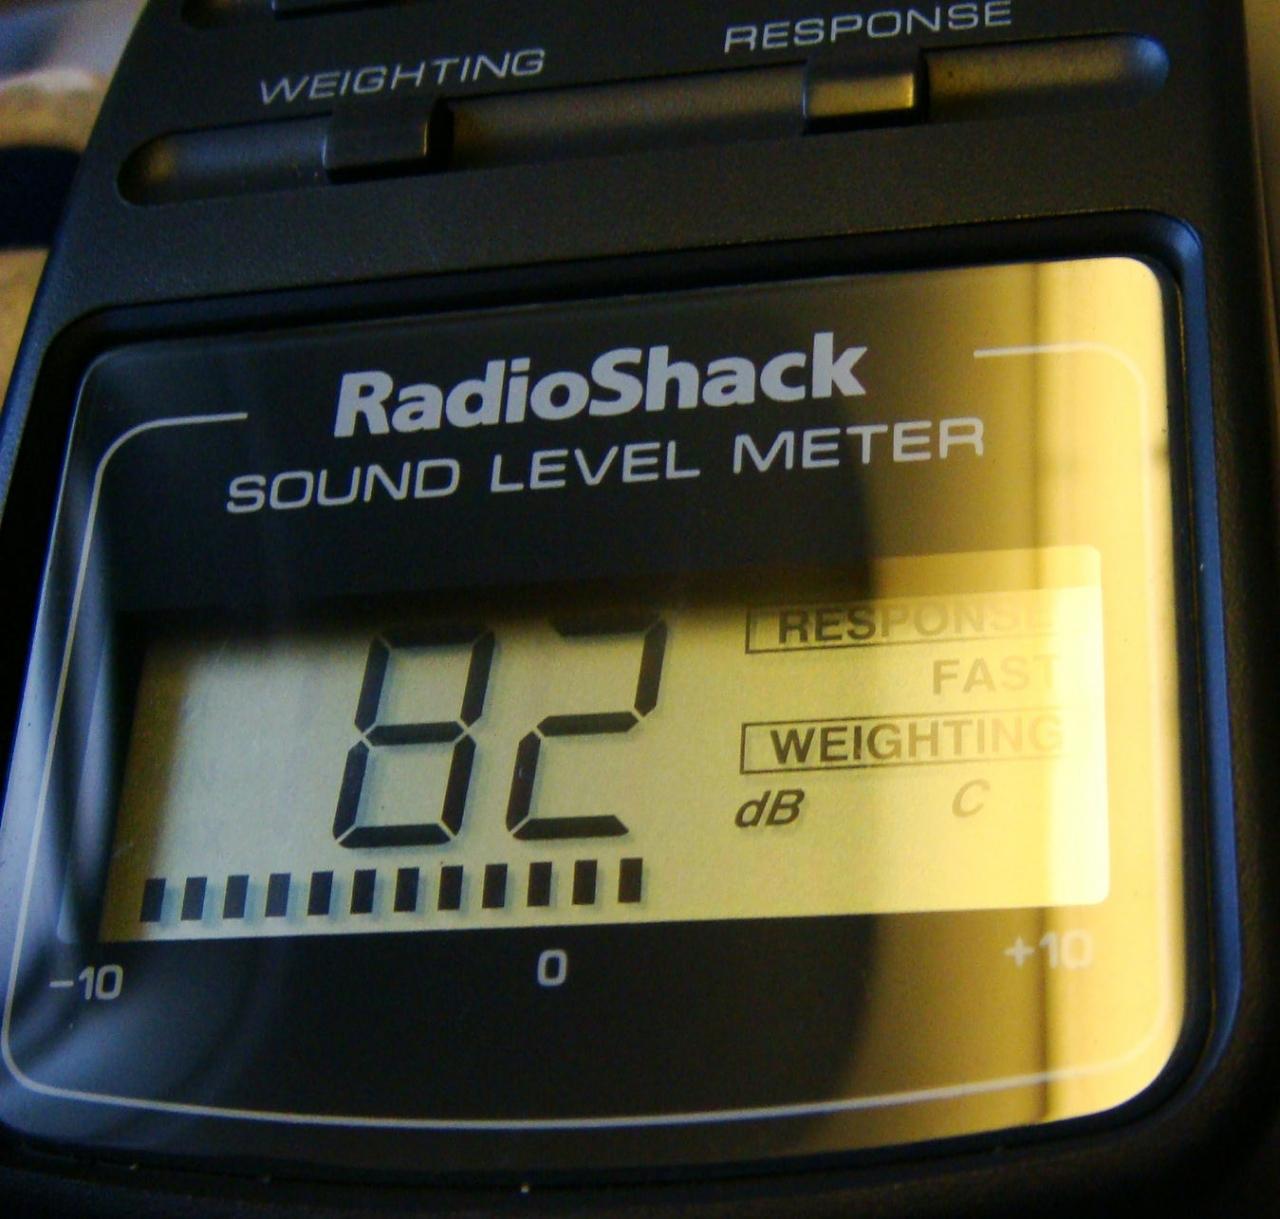 WEIGHTING RESPONSE
RadioShack
SOUND LEVEL METER
82
RESPONSE
FAST
WEIGHTING
dB C
-10 0 +10